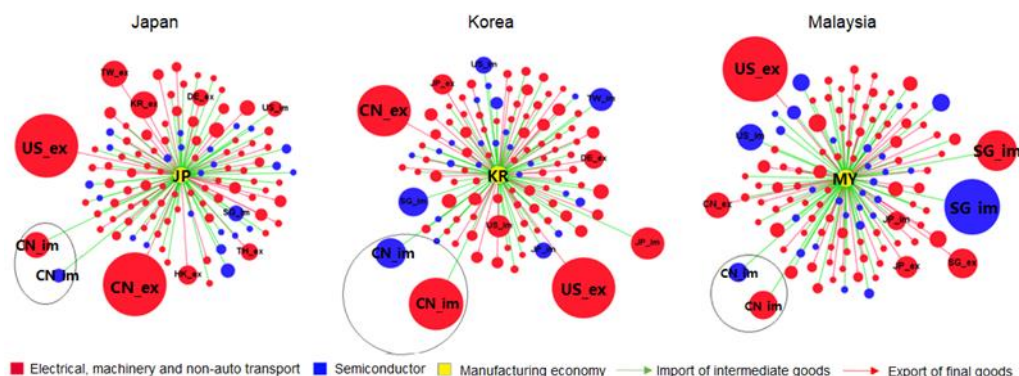 Japan
TW_ex
KR_ex
DE_ex
US_im
US_ex
JP
SG_im
CN_im
CN_im
TH_ex
HK_ex
CN_ex
Korea
US_im
JP_ex
TW_im
CN_ex
DE_ex
KR
SG_im
US_im
JP_im
JP_im
CN_im
CN_im
US_ex
Malaysia
US_ex
US_im
SG_im
MY
SG_im
CN_ex
JP_im
SG_ex
JP_ex
CN_im
CN_im
Electrical, machinery and non-auto transport Semiconductor Manufacturing economy Import of intermediate goods Export of final goods